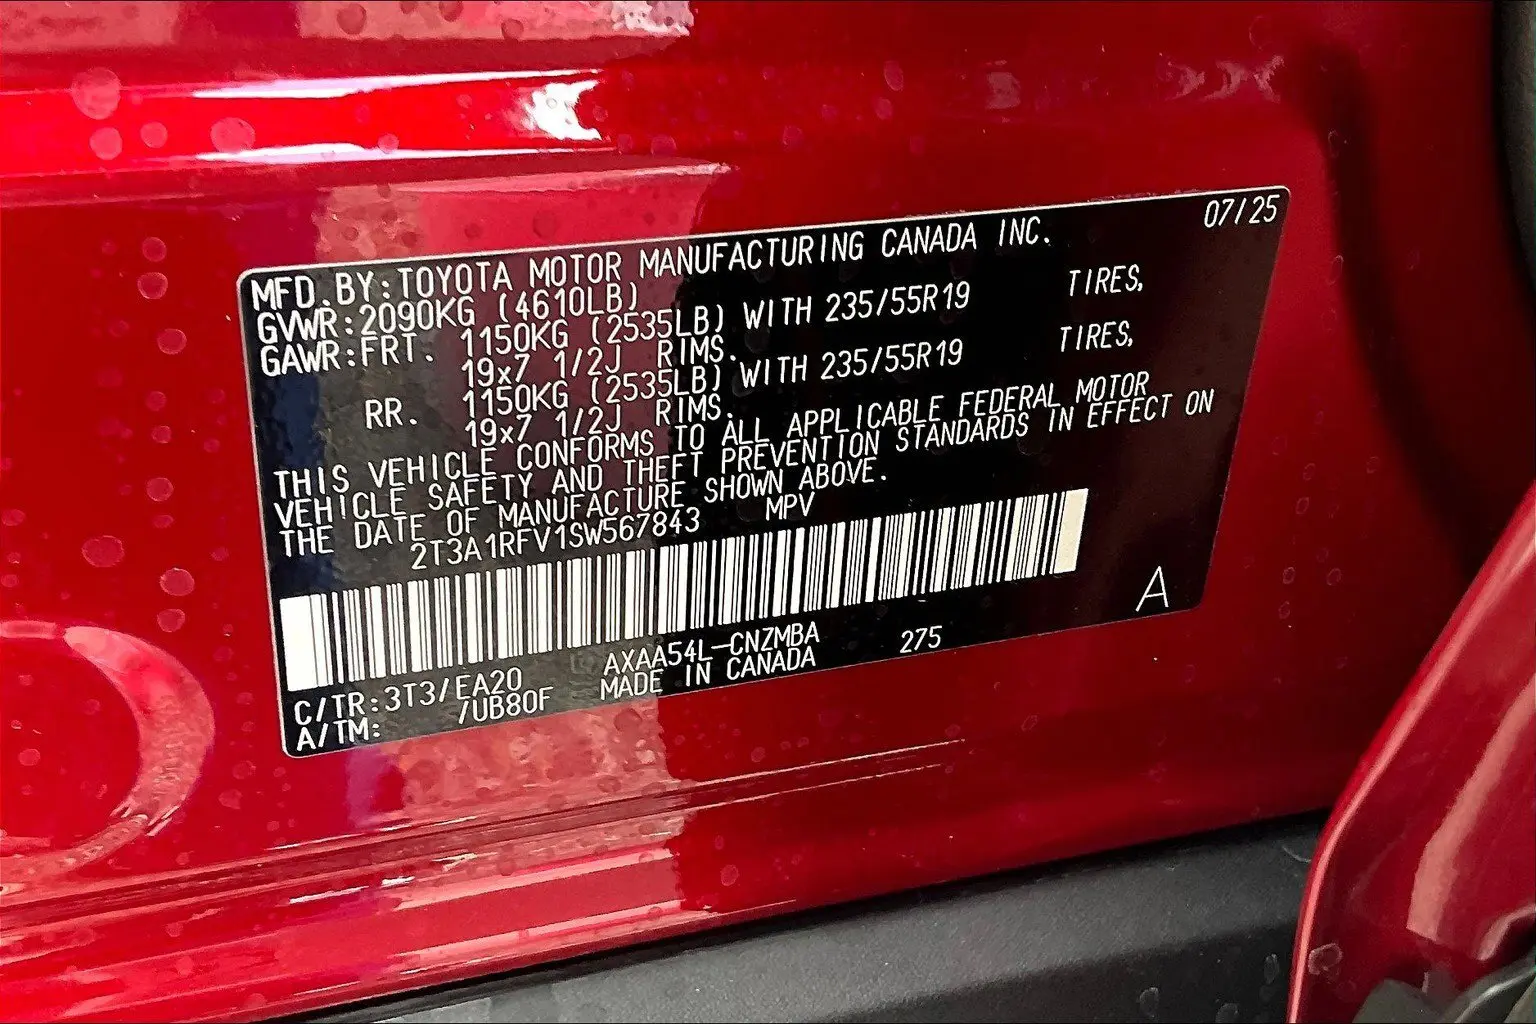 07/25
MFD.BY:TOYOTA MOTOR MANUFACTURING CANADA INC.
GVWR:2090KG (4610LB)
GAWR:FRT. 1150KG (2535LB) WITH 235/55R19 TIRES,
19x7 1/2J RIMS.
RR. 1150KG (2535LB) WITH 235/55R19 TIRES,
19x7 1/2J RIMS.
THIS VEHICLE CONFORMS TO ALL APPLICABLE FEDERAL MOTOR
VEHICLE SAFETY AND THEFT PREVENTION STANDARDS IN EFFECT ON
THE DATE OF MANUFACTURE SHOWN ABOVE.
2T3A1RFV1SW567843 MPV
A
AXAA54L-CNZMBA 275
C/TR:3T3/EA20 MADE IN CANADA
A/TM: /UB80F